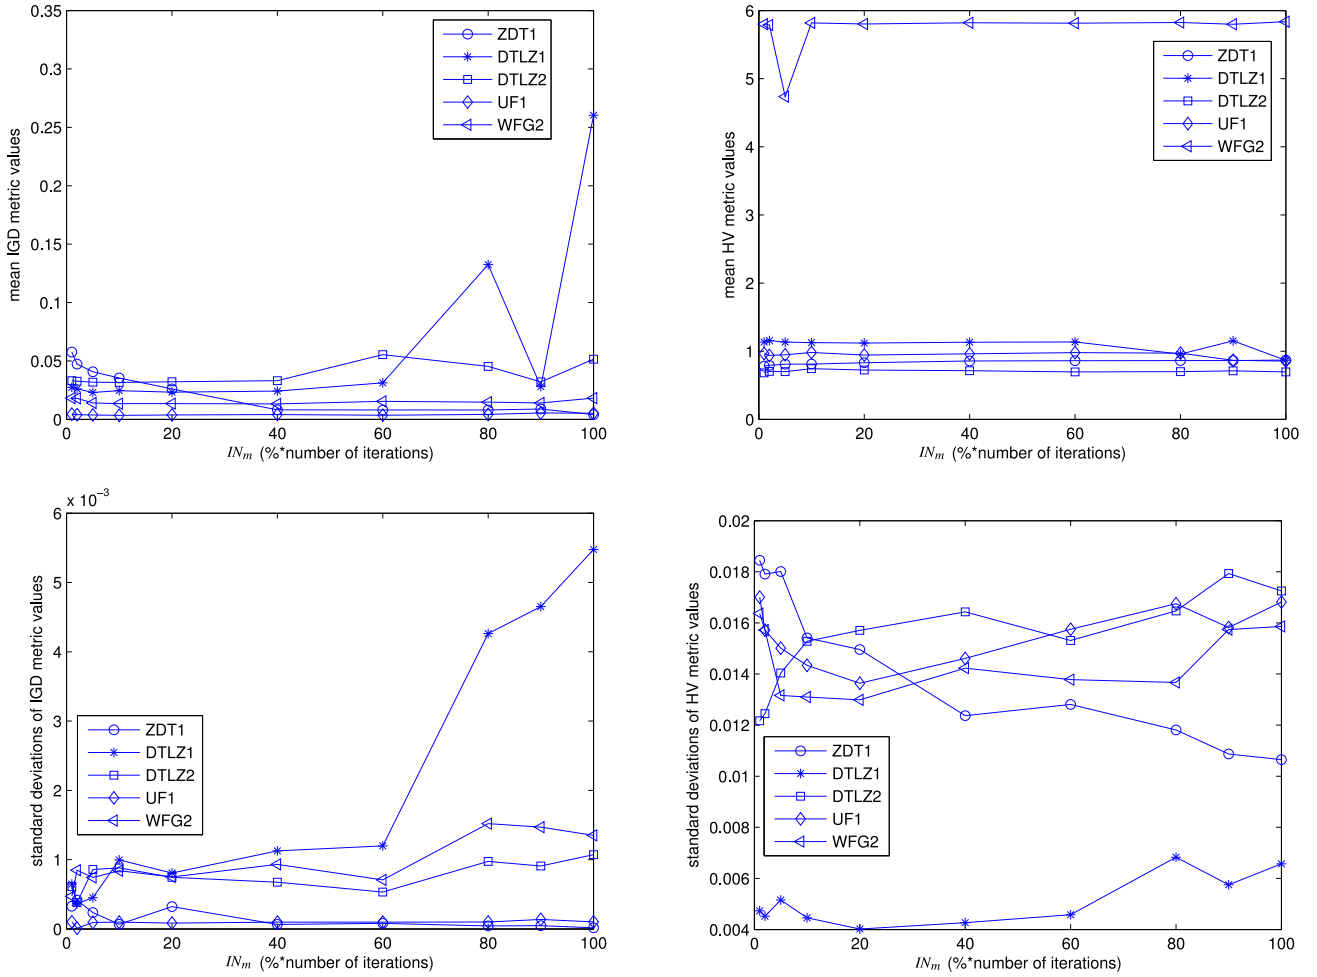 0.35
0.3
0.25
0.2
0.15
0.1
0.05
0
0 20 40 60 80 100
mean IGD metric values
IN_m (%*number of iterations)
ZDT1
DTLZ1
DTLZ2
UF1
WFG2
6
5
4
3
2
1
0
0 20 40 60 80 100
mean HV metric values
IN_m (%*number of iterations)
ZDT1
DTLZ1
DTLZ2
UF1
WFG2
x 10^−3
6
5
4
3
2
1
0
0 20 40 60 80 100
standard deviations of IGD metric values
IN_m (%*number of iterations)
ZDT1
DTLZ1
DTLZ2
UF1
WFG2
0.02
0.018
0.016
0.014
0.012
0.01
0.008
0.006
0.004
0 20 40 60 80 100
standard deviations of HV metric values
IN_m (%*number of iterations)
ZDT1
DTLZ1
DTLZ2
UF1
WFG2